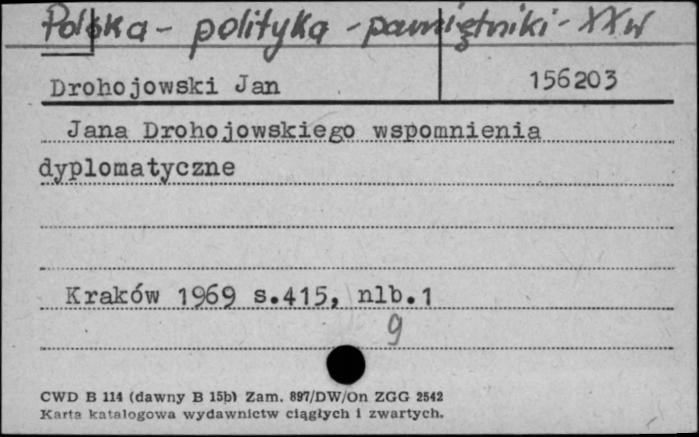 Polska - polityka - pamiętniki - XXw
Drohojowski Jan 156203
Jana Drohojowskiego wspomnienia
dyplomatyczne
Kraków 1969 s.415, nlb.1
9
CWD B 114 (dawny B 15b) Zam. 897/DW/On ZGG 2542
Karta katalogowa wydawnictw ciągłych i zwartych.